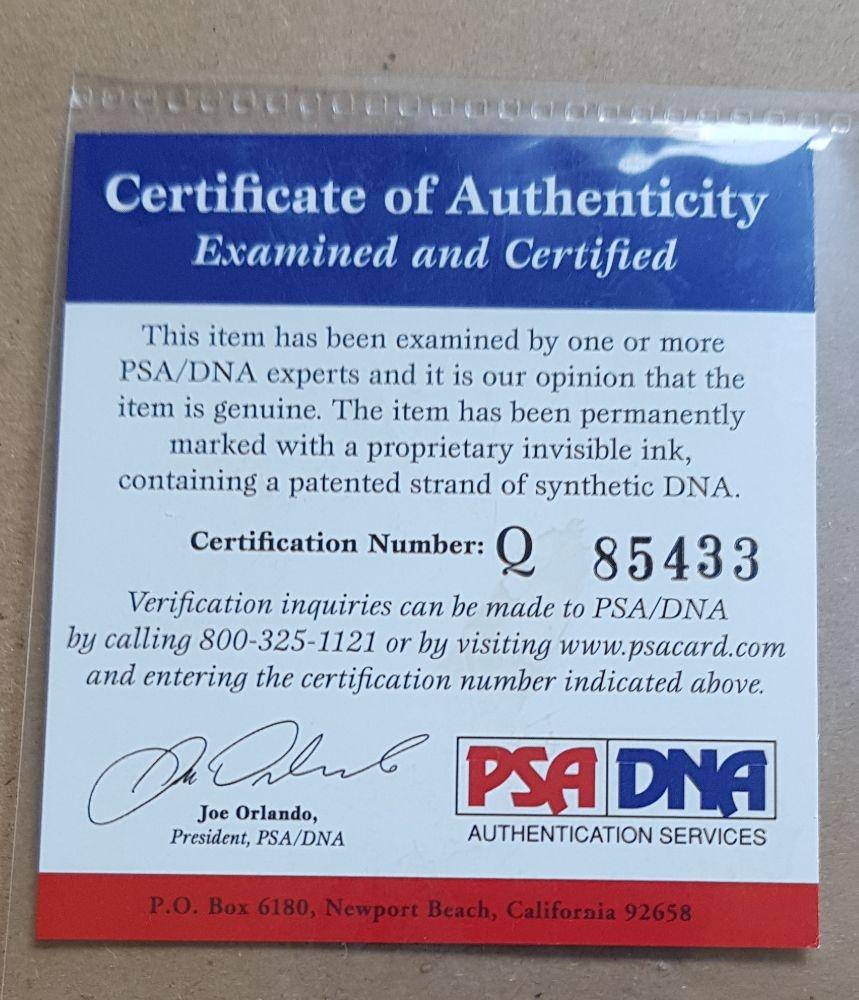 Certificate of Authenticity
Examined and Certified
This item has been examined by one or more
PSA/DNA experts and it is our opinion that the
item is genuine. The item has been permanently
marked with a proprietary invisible ink,
containing a patented strand of synthetic DNA.
Certification Number: Q 85433
Verification inquiries can be made to PSA/DNA
by calling 800-325-1121 or by visiting www.psacard.com
and entering the certification number indicated above.
Joe Orlando,
President, PSA/DNA
PSA DNA
AUTHENTICATION SERVICES
P.O. Box 6180, Newport Beach, California 92658